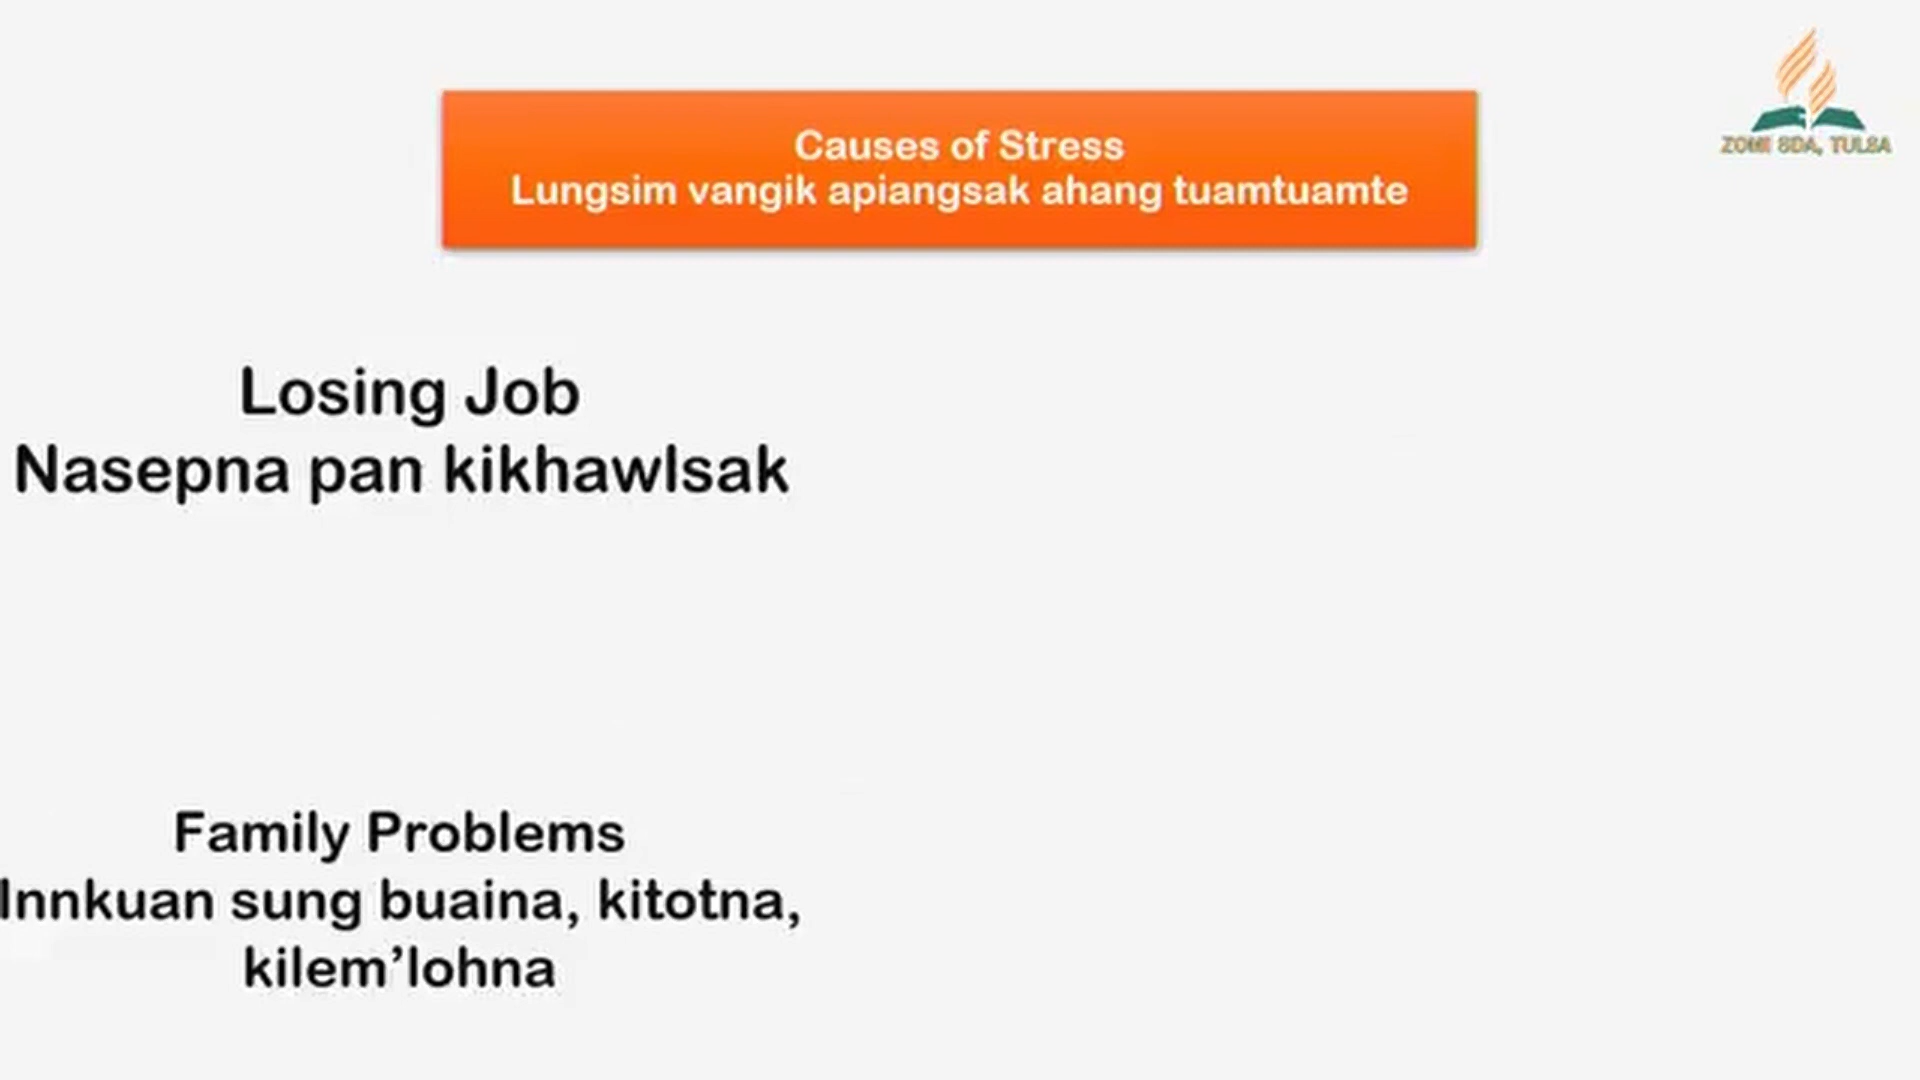 Causes of Stress
Lungsim vangik apiangsak ahang tuamtuamte
ZOMI SDA, TULSA
Losing Job
Nasepna pan kikhawlsak
Family Problems
Innkuan sung buaina, kitotna,
kilem’lohna